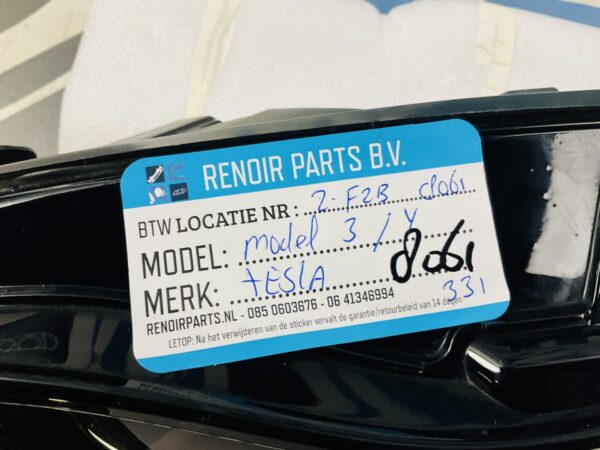 RENOIR PARTS B.V.
BTW LOCATIE NR : 2-F2B
MODEL: model 3 / Y
MERK: tESlA 8061
331
RENOIRPARTS.NL - 085 0603676 - 06 41346994
LETOP: Na het verwijderen van de sticker vervalt de garantie/retourbeleid van 14 dagen